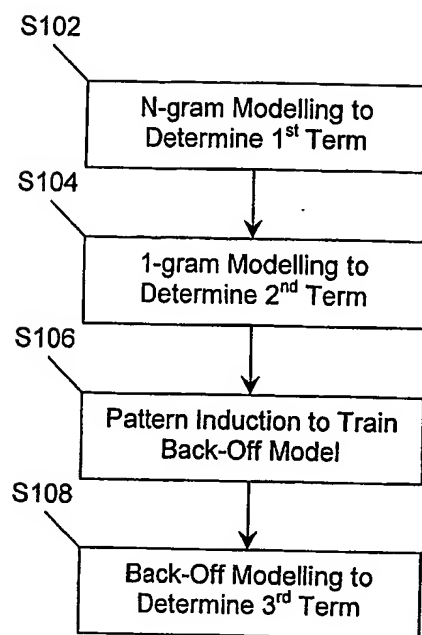 S102
N-gram Modelling to
Determine 1st Term
S104
1-gram Modelling to
Determine 2nd Term
S106
Pattern Induction to Train
Back-Off Model
S108
Back-Off Modelling to
Determine 3rd Term